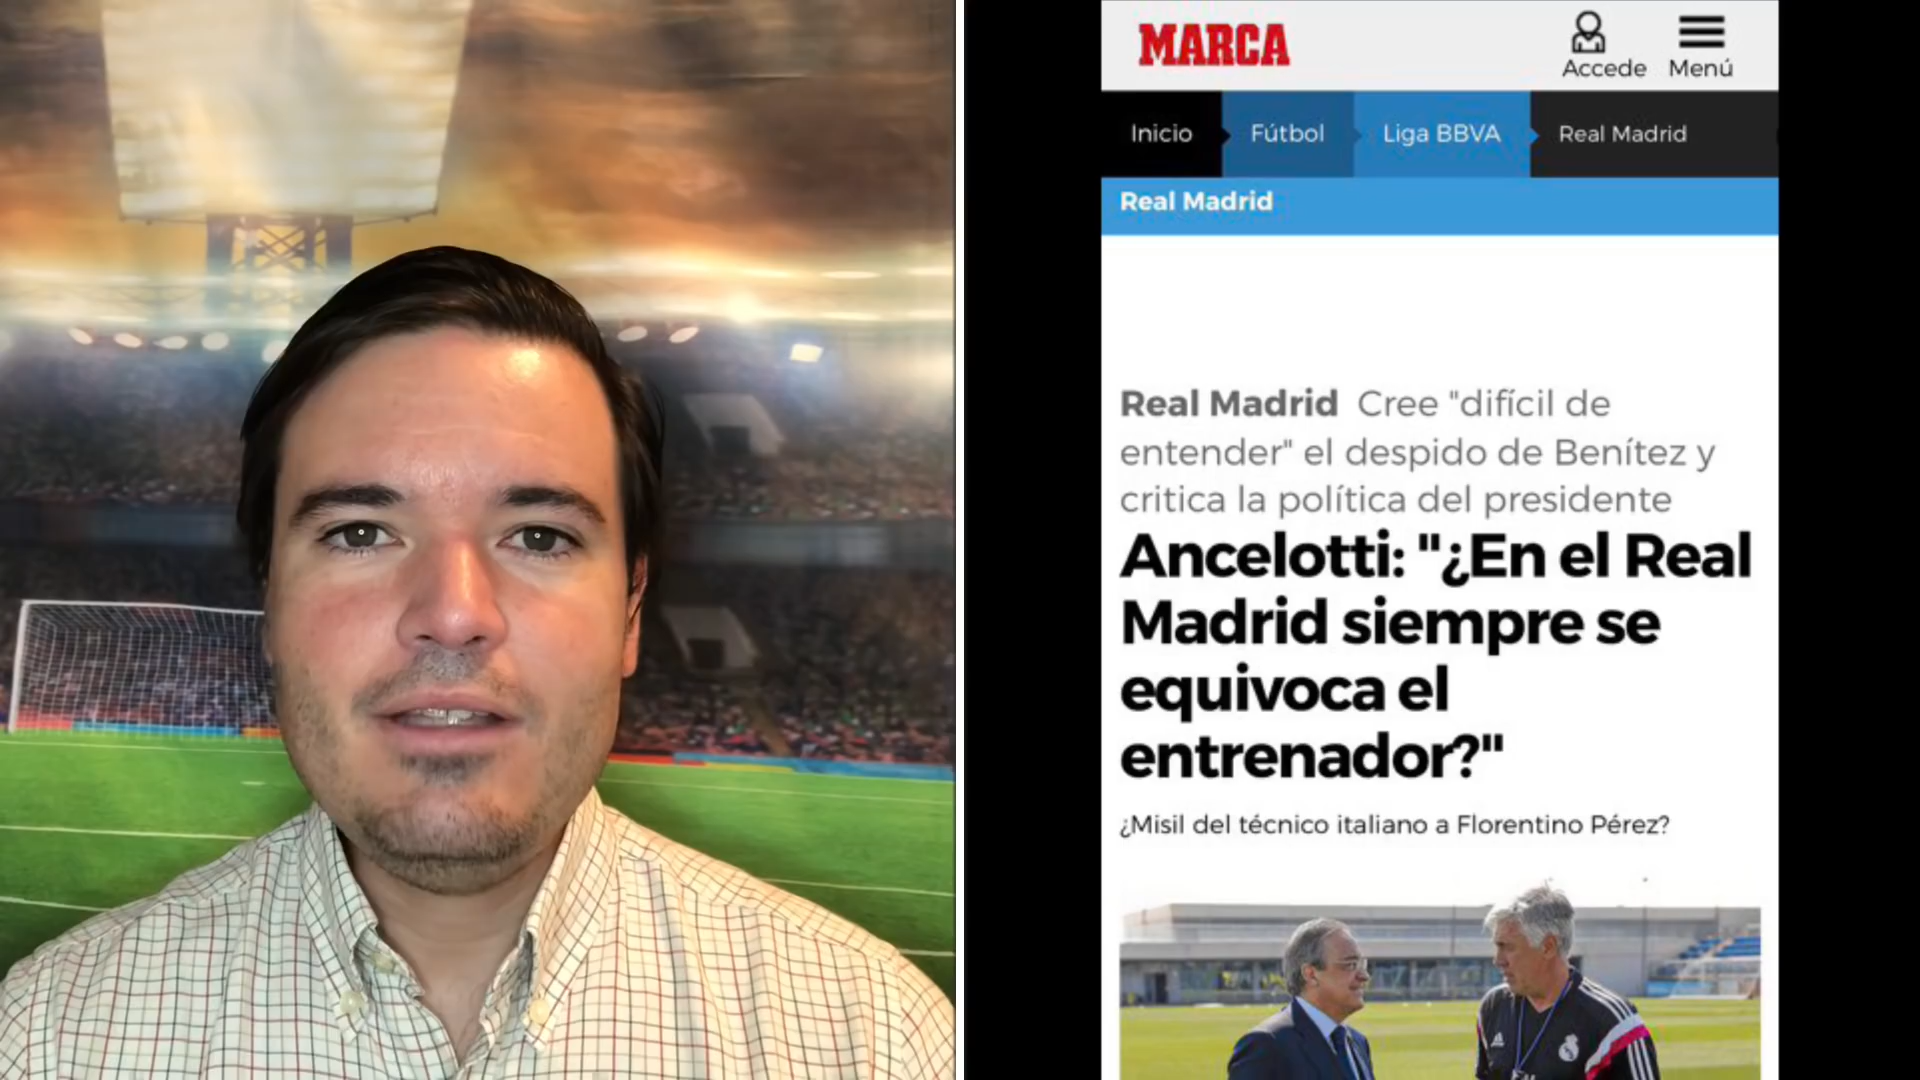 MARCA
Accede Menú
Inicio Fútbol Liga BBVA Real Madrid
Real Madrid
Real Madrid Cree "difícil de
entender" el despido de Benítez y
critica la política del presidente
Ancelotti: "¿En el Real
Madrid siempre se
equivoca el
entrenador?"
¿Misil del técnico italiano a Florentino Pérez?